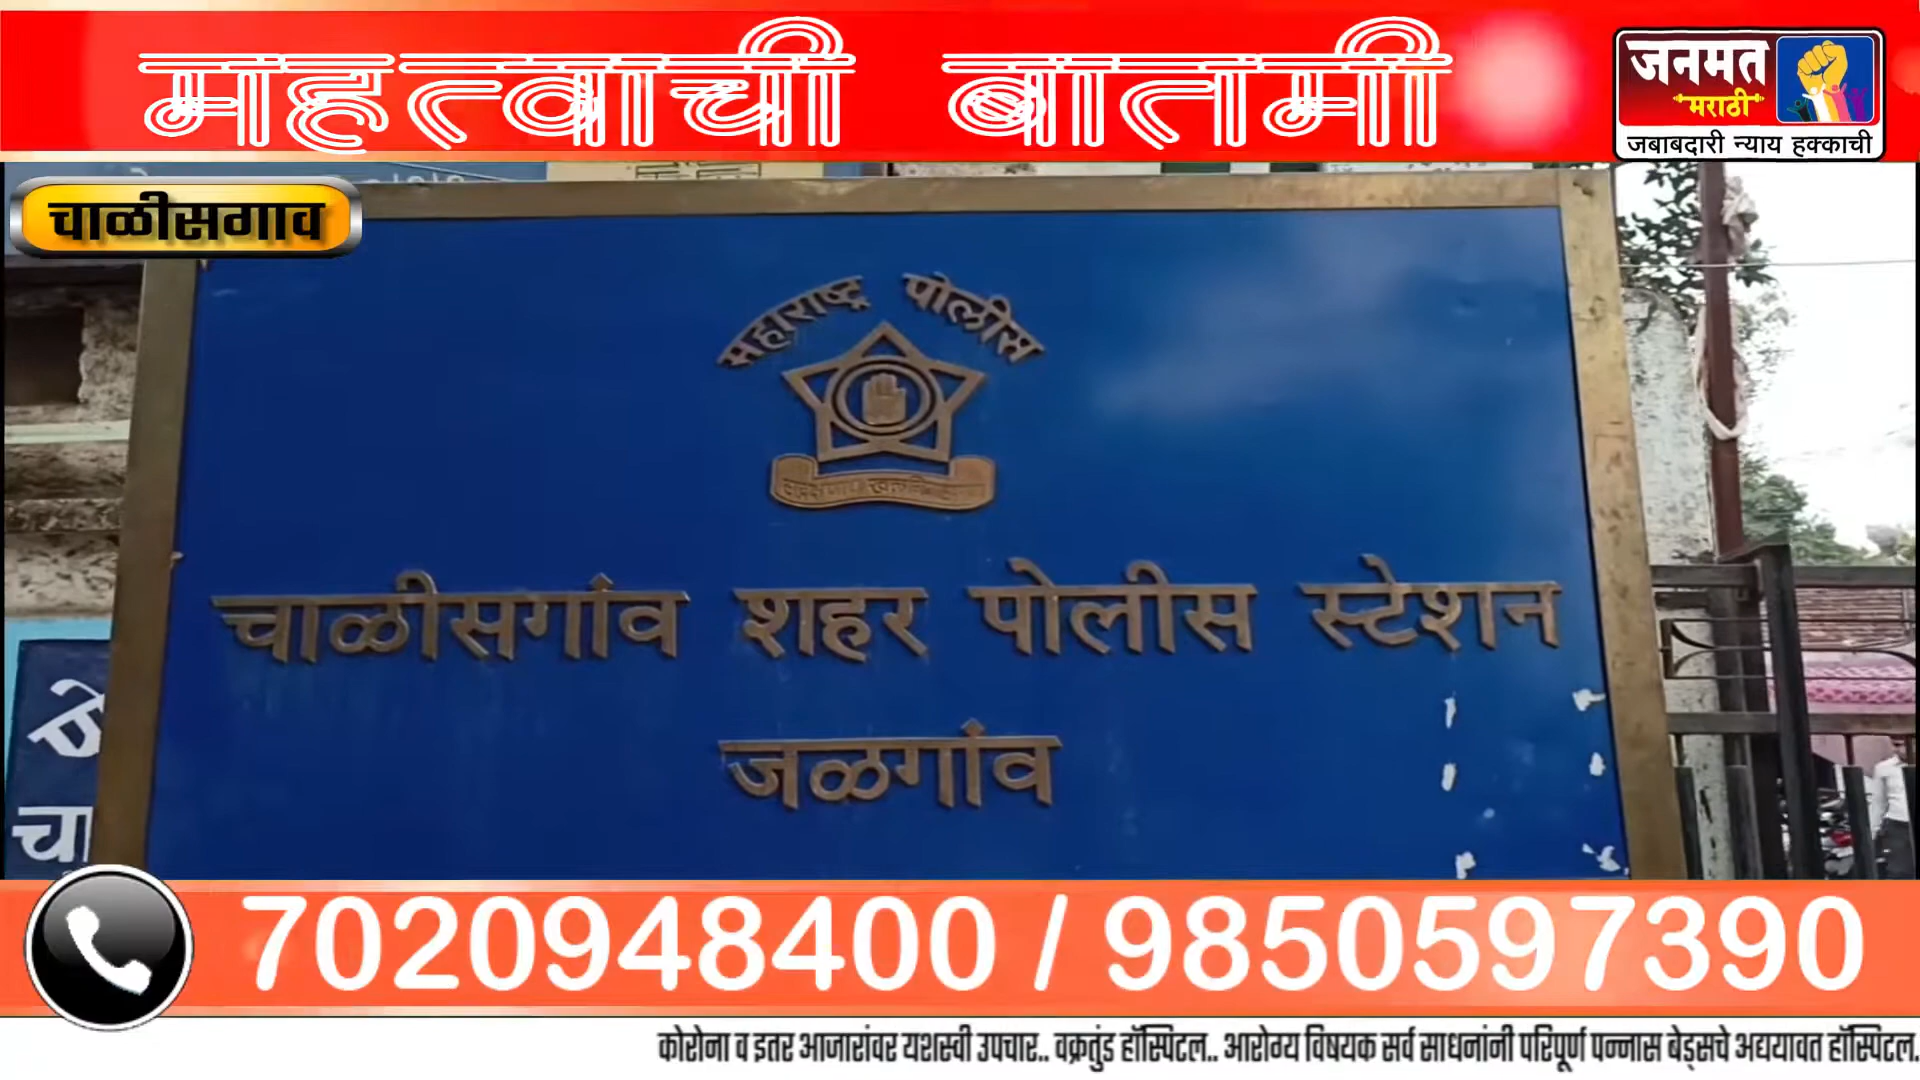 महत्वाची बातमी
जनमत
मराठी
जबाबदारी न्याय हक्काची
चाळीसगाव
महाराष्ट्र पोलीस
चाळीसगांव शहर पोलीस स्टेशन
जळगांव
चा
7020948400 / 9850597390
कोरोना व इतर आजारांवर यशस्वी उपचार.. वक्रतुंड हॉस्पिटल.. आरोग्य विषयक सर्व साधनांनी परिपूर्ण पन्नास बेड्सचे अद्ययावत हॉस्पिटल.